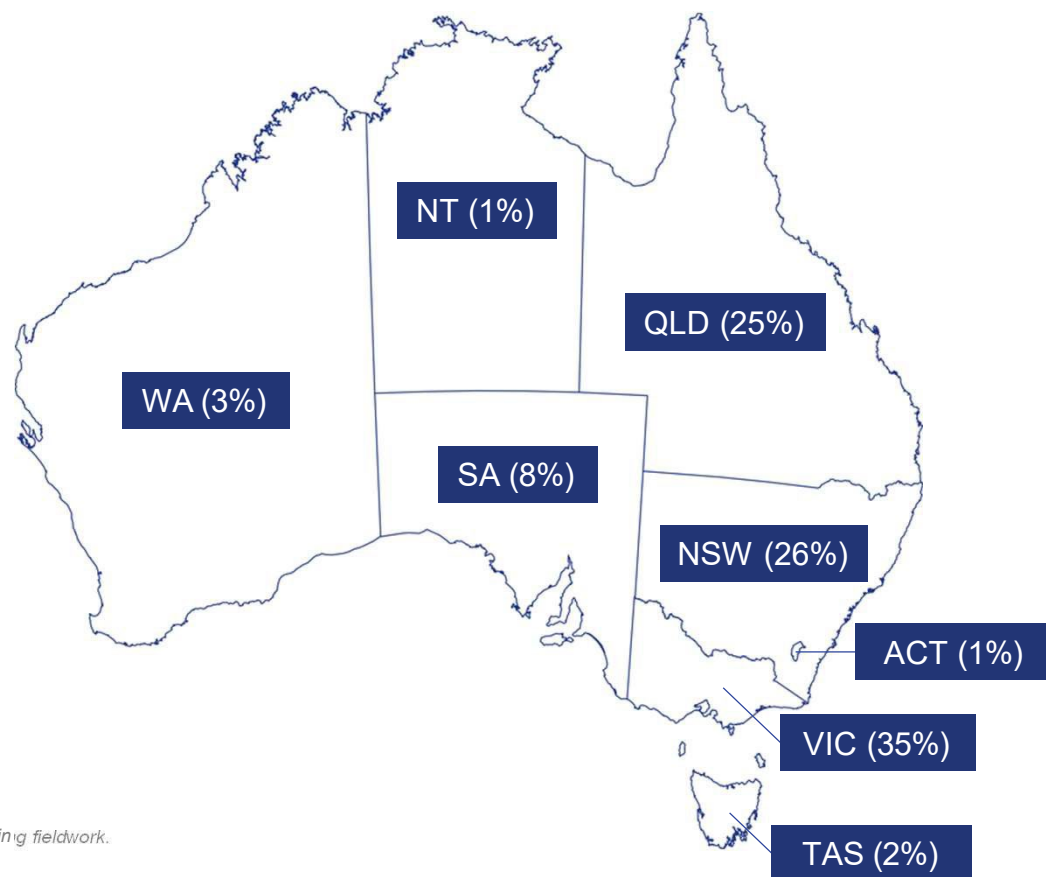 NT (1%)
QLD (25%)
WA (3%)
SA (8%)
NSW (26%)
ACT (1%)
VIC (35%)
TAS (2%)
fieldwork.